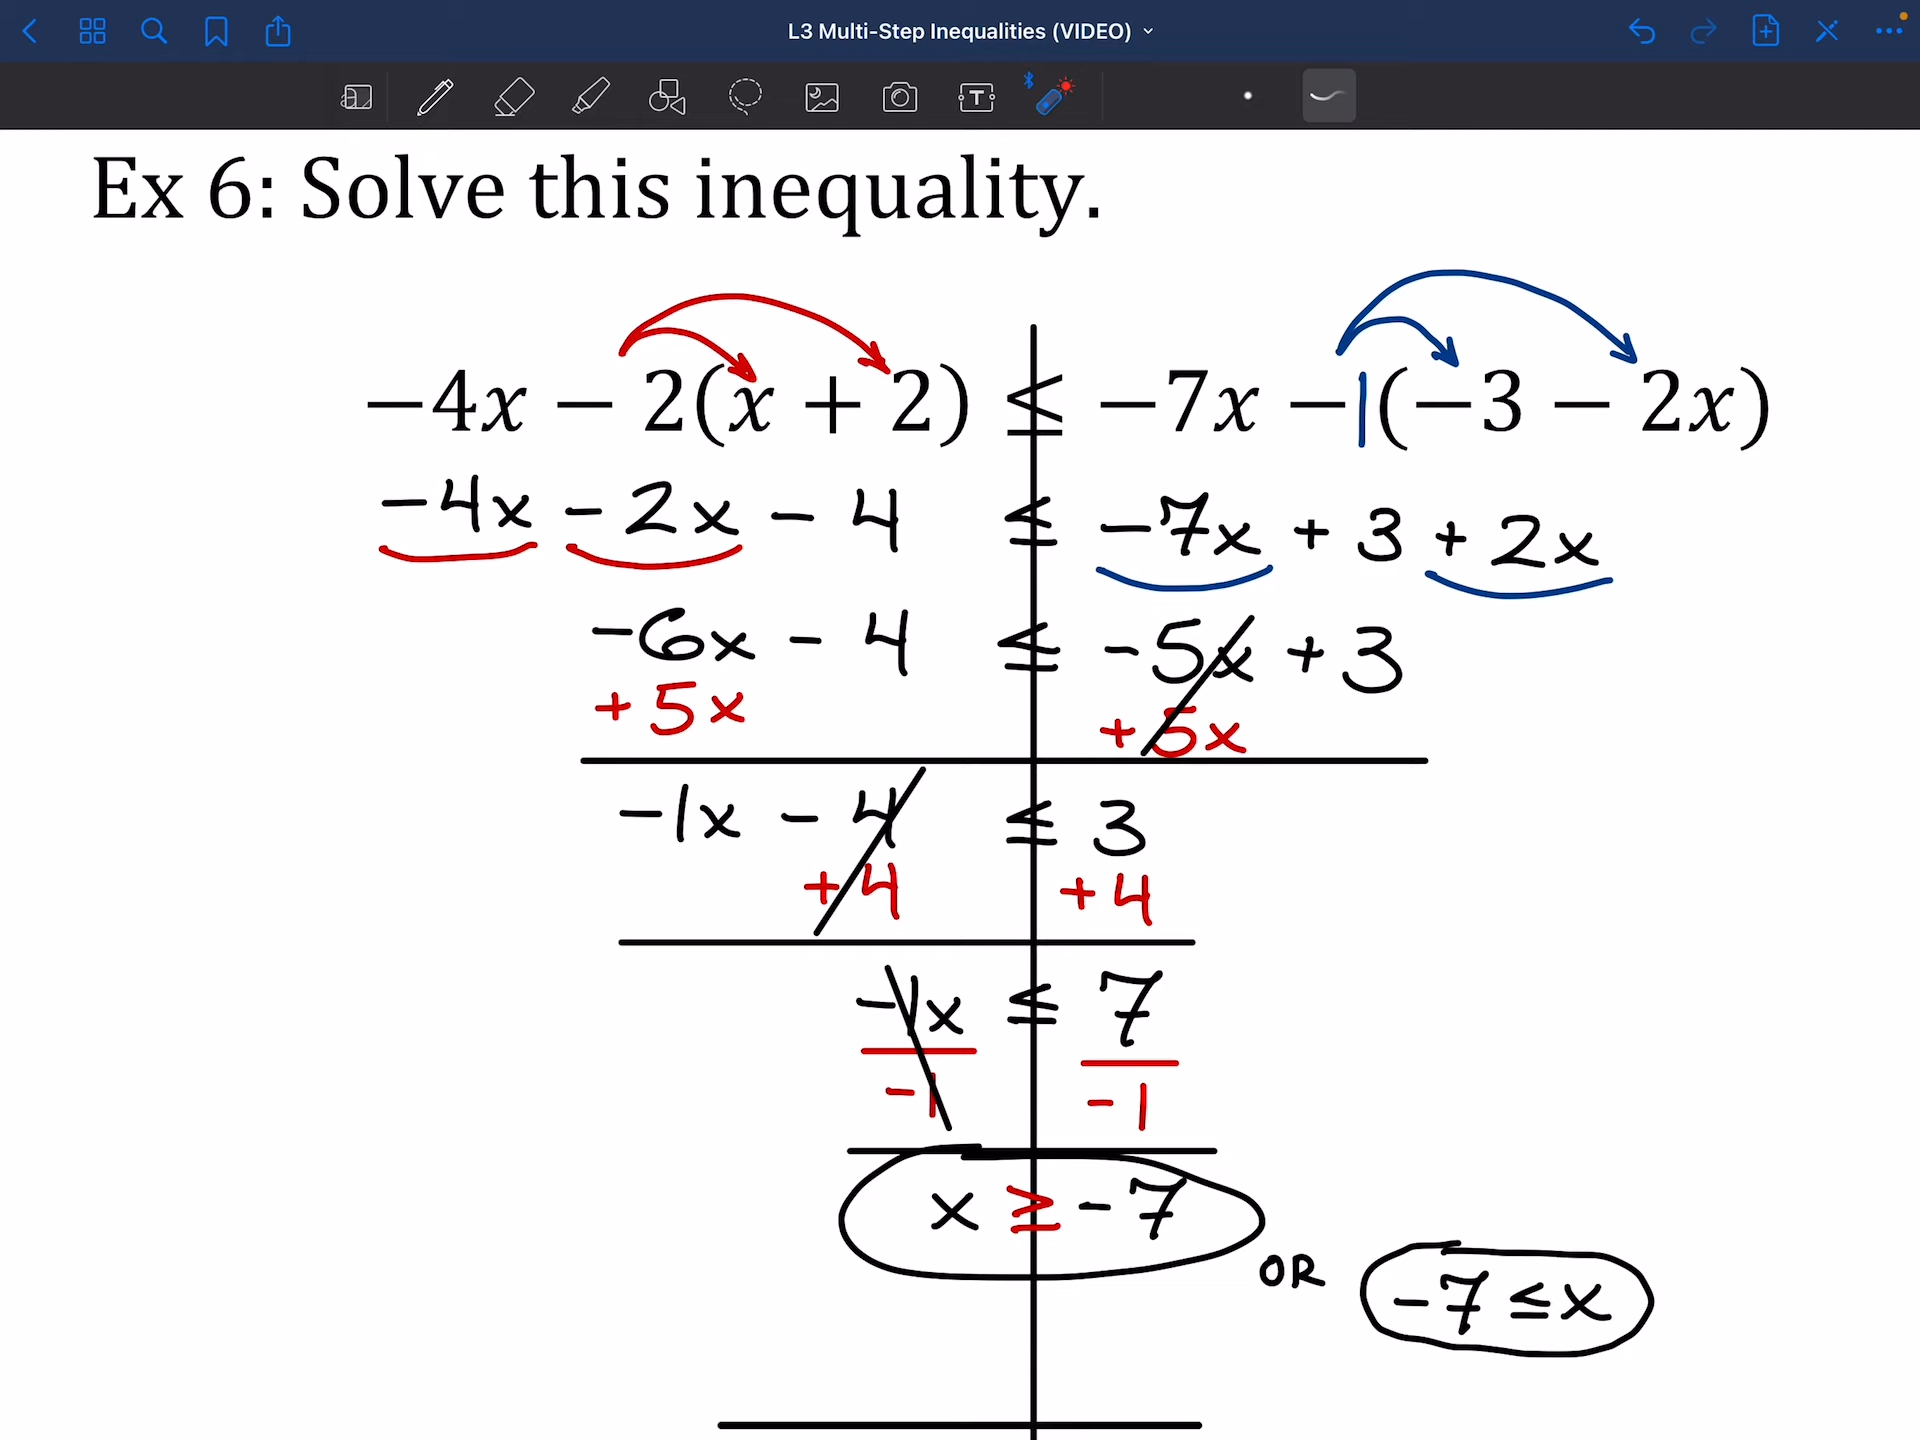 L3 Multi-Step Inequalities (VIDEO)
T
Ex 6: Solve this inequality.
−4x − 2(x + 2) ≤ −7x −1(−3 − 2x)
-4x - 2x - 4 ≤ -7x + 3 + 2x
-6x - 4 ≤ -5x + 3
+ 5x + 5x
-1x - 4 ≤ 3
+ 4 + 4
-1x ≤ 7
-1 -1
x ≥ -7
OR -7 ≤ x